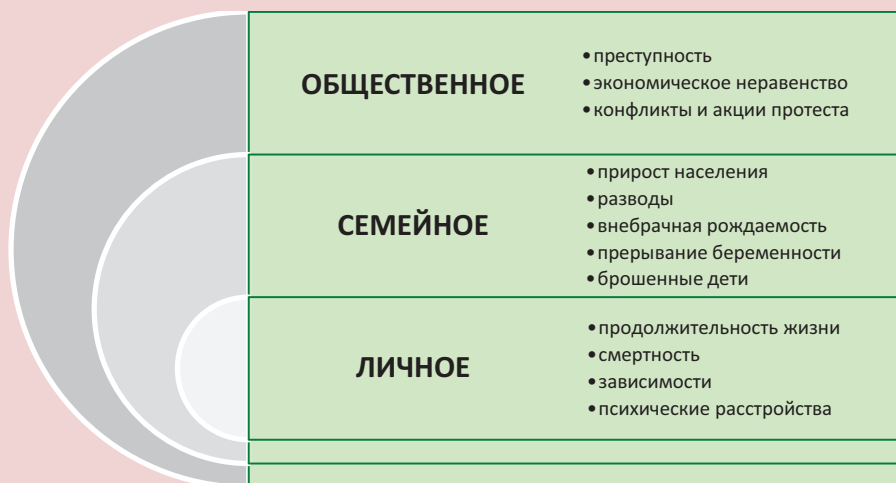 ОБЩЕСТВЕННОЕ
•преступность
•экономическое неравенство
•конфликты и акции протеста
СЕМЕЙНОЕ
•прирост населения
•разводы
•внебрачная рождаемость
•прерывание беременности
•брошенные дети
ЛИЧНОЕ
•продолжительность жизни
•смертность
•зависимости
•психические расстройства